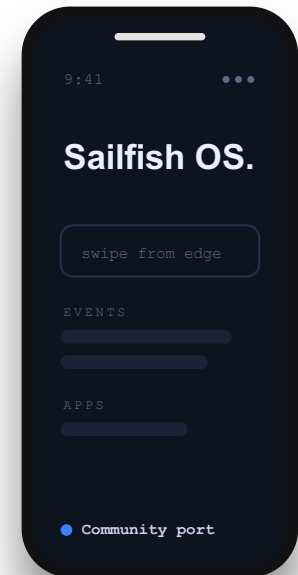 9:41
Sailfish OS.
swipe from edge
EVENTS
APPS
Community port